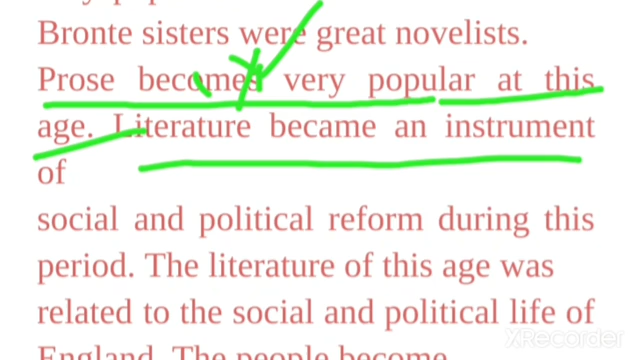 Bronte sisters were great novelists.
Prose becomes very popular at this
age. Literature became an instrument
of
social and political reform during this
period. The literature of this age was
related to the social and political life of
England. The people become
XRecorder